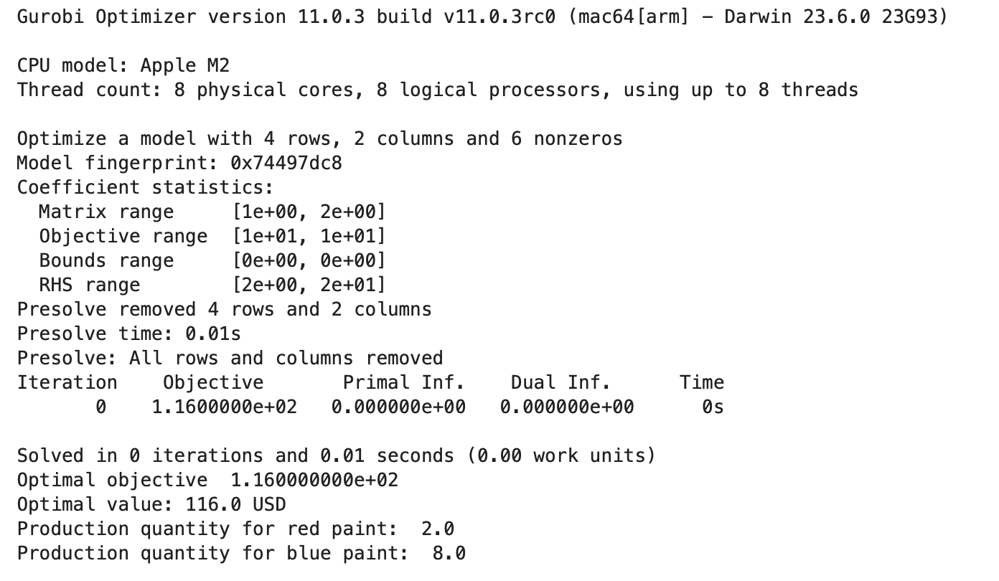 Gurobi Optimizer version 11.0.3 build v11.0.3rc0 (mac64[arm] - Darwin 23.6.0 23G93)
CPU model: Apple M2
Thread count: 8 physical cores, 8 logical processors, using up to 8 threads
Optimize a model with 4 rows, 2 columns and 6 nonzeros
Model fingerprint: 0x74497dc8
Coefficient statistics:
  Matrix range     [1e+00, 2e+00]
  Objective range  [1e+01, 1e+01]
  Bounds range     [0e+00, 0e+00]
  RHS range        [2e+00, 2e+01]
Presolve removed 4 rows and 2 columns
Presolve time: 0.01s
Presolve: All rows and columns removed
Iteration    Objective       Primal Inf.    Dual Inf.      Time
       0    1.1600000e+02   0.000000e+00   0.000000e+00      0s
Solved in 0 iterations and 0.01 seconds (0.00 work units)
Optimal objective  1.160000000e+02
Optimal value: 116.0 USD
Production quantity for red paint:  2.0
Production quantity for blue paint:  8.0